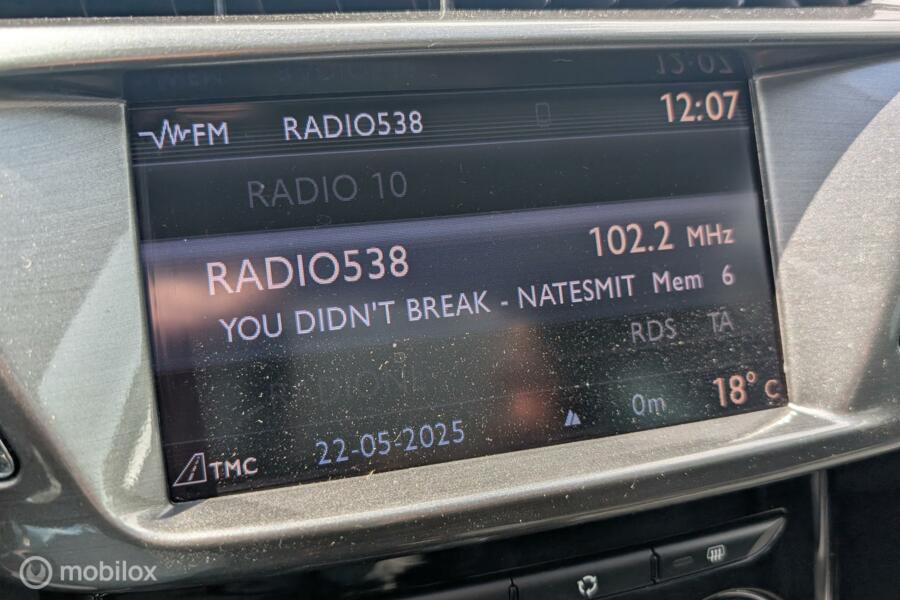 FM RADIO538 12:07
RADIO 10
RADIO538 102.2 MHz
YOU DIDN'T BREAK - NATESMIT Mem 6
RDS TA
22-05-2025 0m 18° C
TMC
mobilox